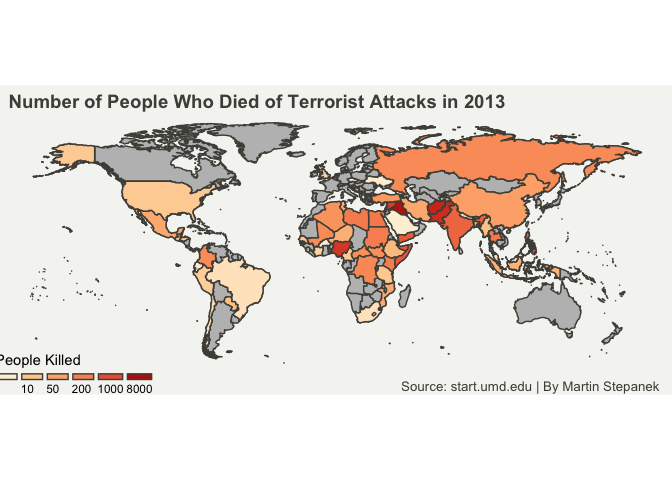 Number of People Who Died of Terrorist Attacks in 2013
People Killed
10 50 200 1000 8000
Source: start.umd.edu | By Martin Stepanek